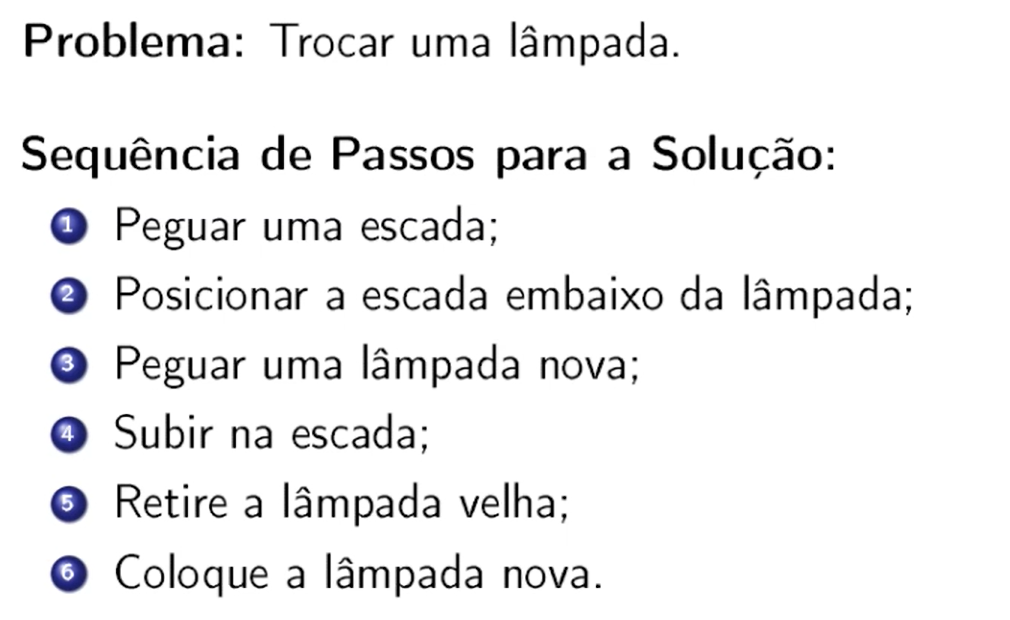 Problema: Trocar uma lâmpada.
Sequência de Passos para a Solução:
1 Peguar uma escada;
2 Posicionar a escada embaixo da lâmpada;
3 Peguar uma lâmpada nova;
4 Subir na escada;
5 Retire a lâmpada velha;
6 Coloque a lâmpada nova.